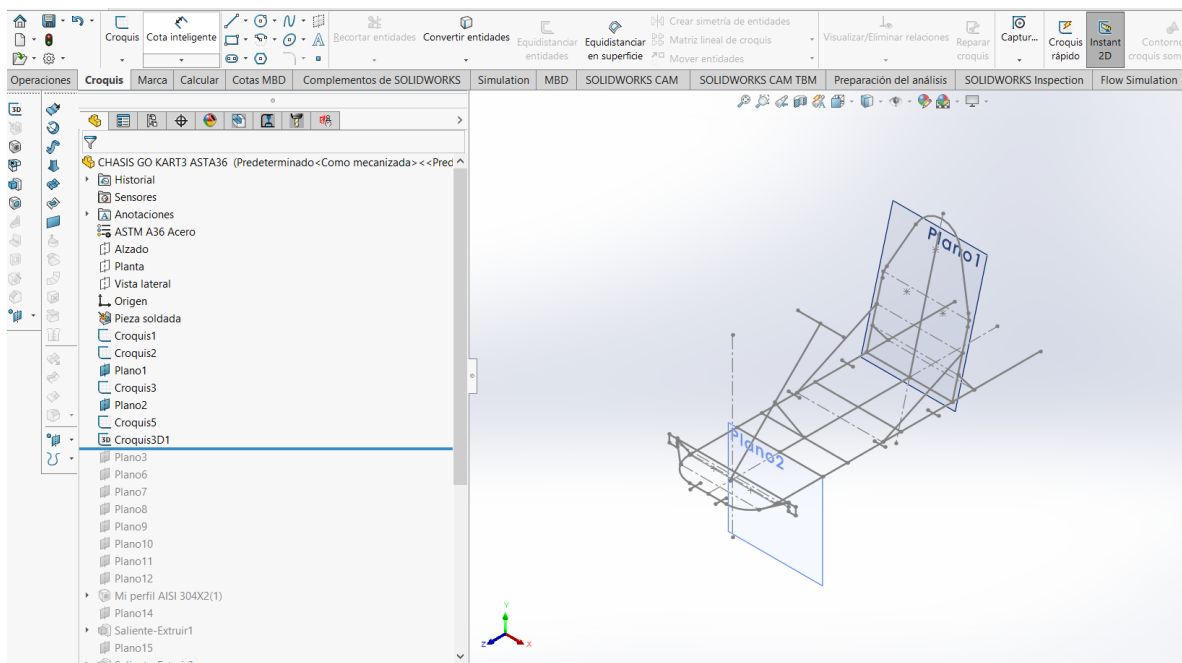 Croquis
Cota inteligente
Recortar entidades
Convertir entidades
Equidistanciar entidades
Equidistanciar en superficie
Crear simetría de entidades
Matriz lineal de croquis
Mover entidades
Visualizar/Eliminar relaciones
Reparar croquis
Captur...
Croquis rápido
Instant 2D
Contorno
croquis som
Operaciones
Croquis
Marca
Calcular
Cotas MBD
Complementos de SOLIDWORKS
Simulation
MBD
SOLIDWORKS CAM
SOLIDWORKS CAM TBM
Preparación del análisis
SOLIDWORKS Inspection
Flow Simulation
3D
CHASIS GO KART3 ASTA36 (Predeterminado<Como mecanizada><<Pred
Historial
Sensores
Anotaciones
ASTM A36 Acero
Alzado
Planta
Vista lateral
Origen
Pieza soldada
Croquis1
Croquis2
Plano1
Croquis3
Plano2
Croquis5
3D Croquis3D1
Plano3
Plano6
Plano7
Plano8
Plano9
Plano10
Plano11
Plano12
Mi perfil AISI 304X2(1)
Plano14
Saliente-Extruir1
Plano15
Plano1
Plano2
Y
Z
X